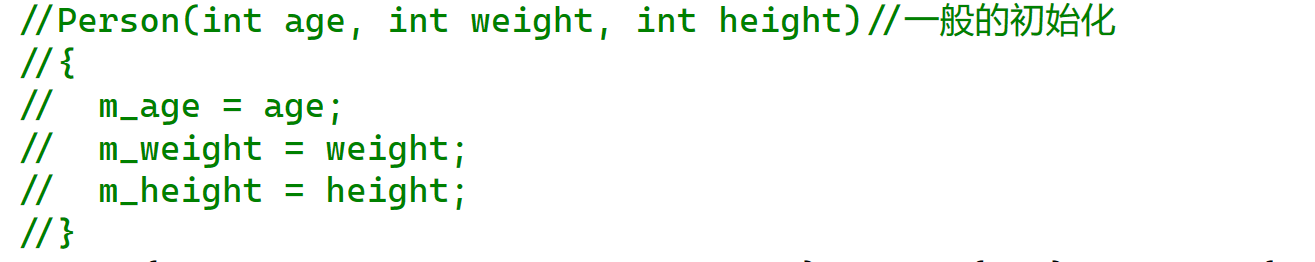 //Person(int age, int weight, int height)//一般的初始化
//{
//  m_age = age;
//  m_weight = weight;
//  m_height = height;
//}